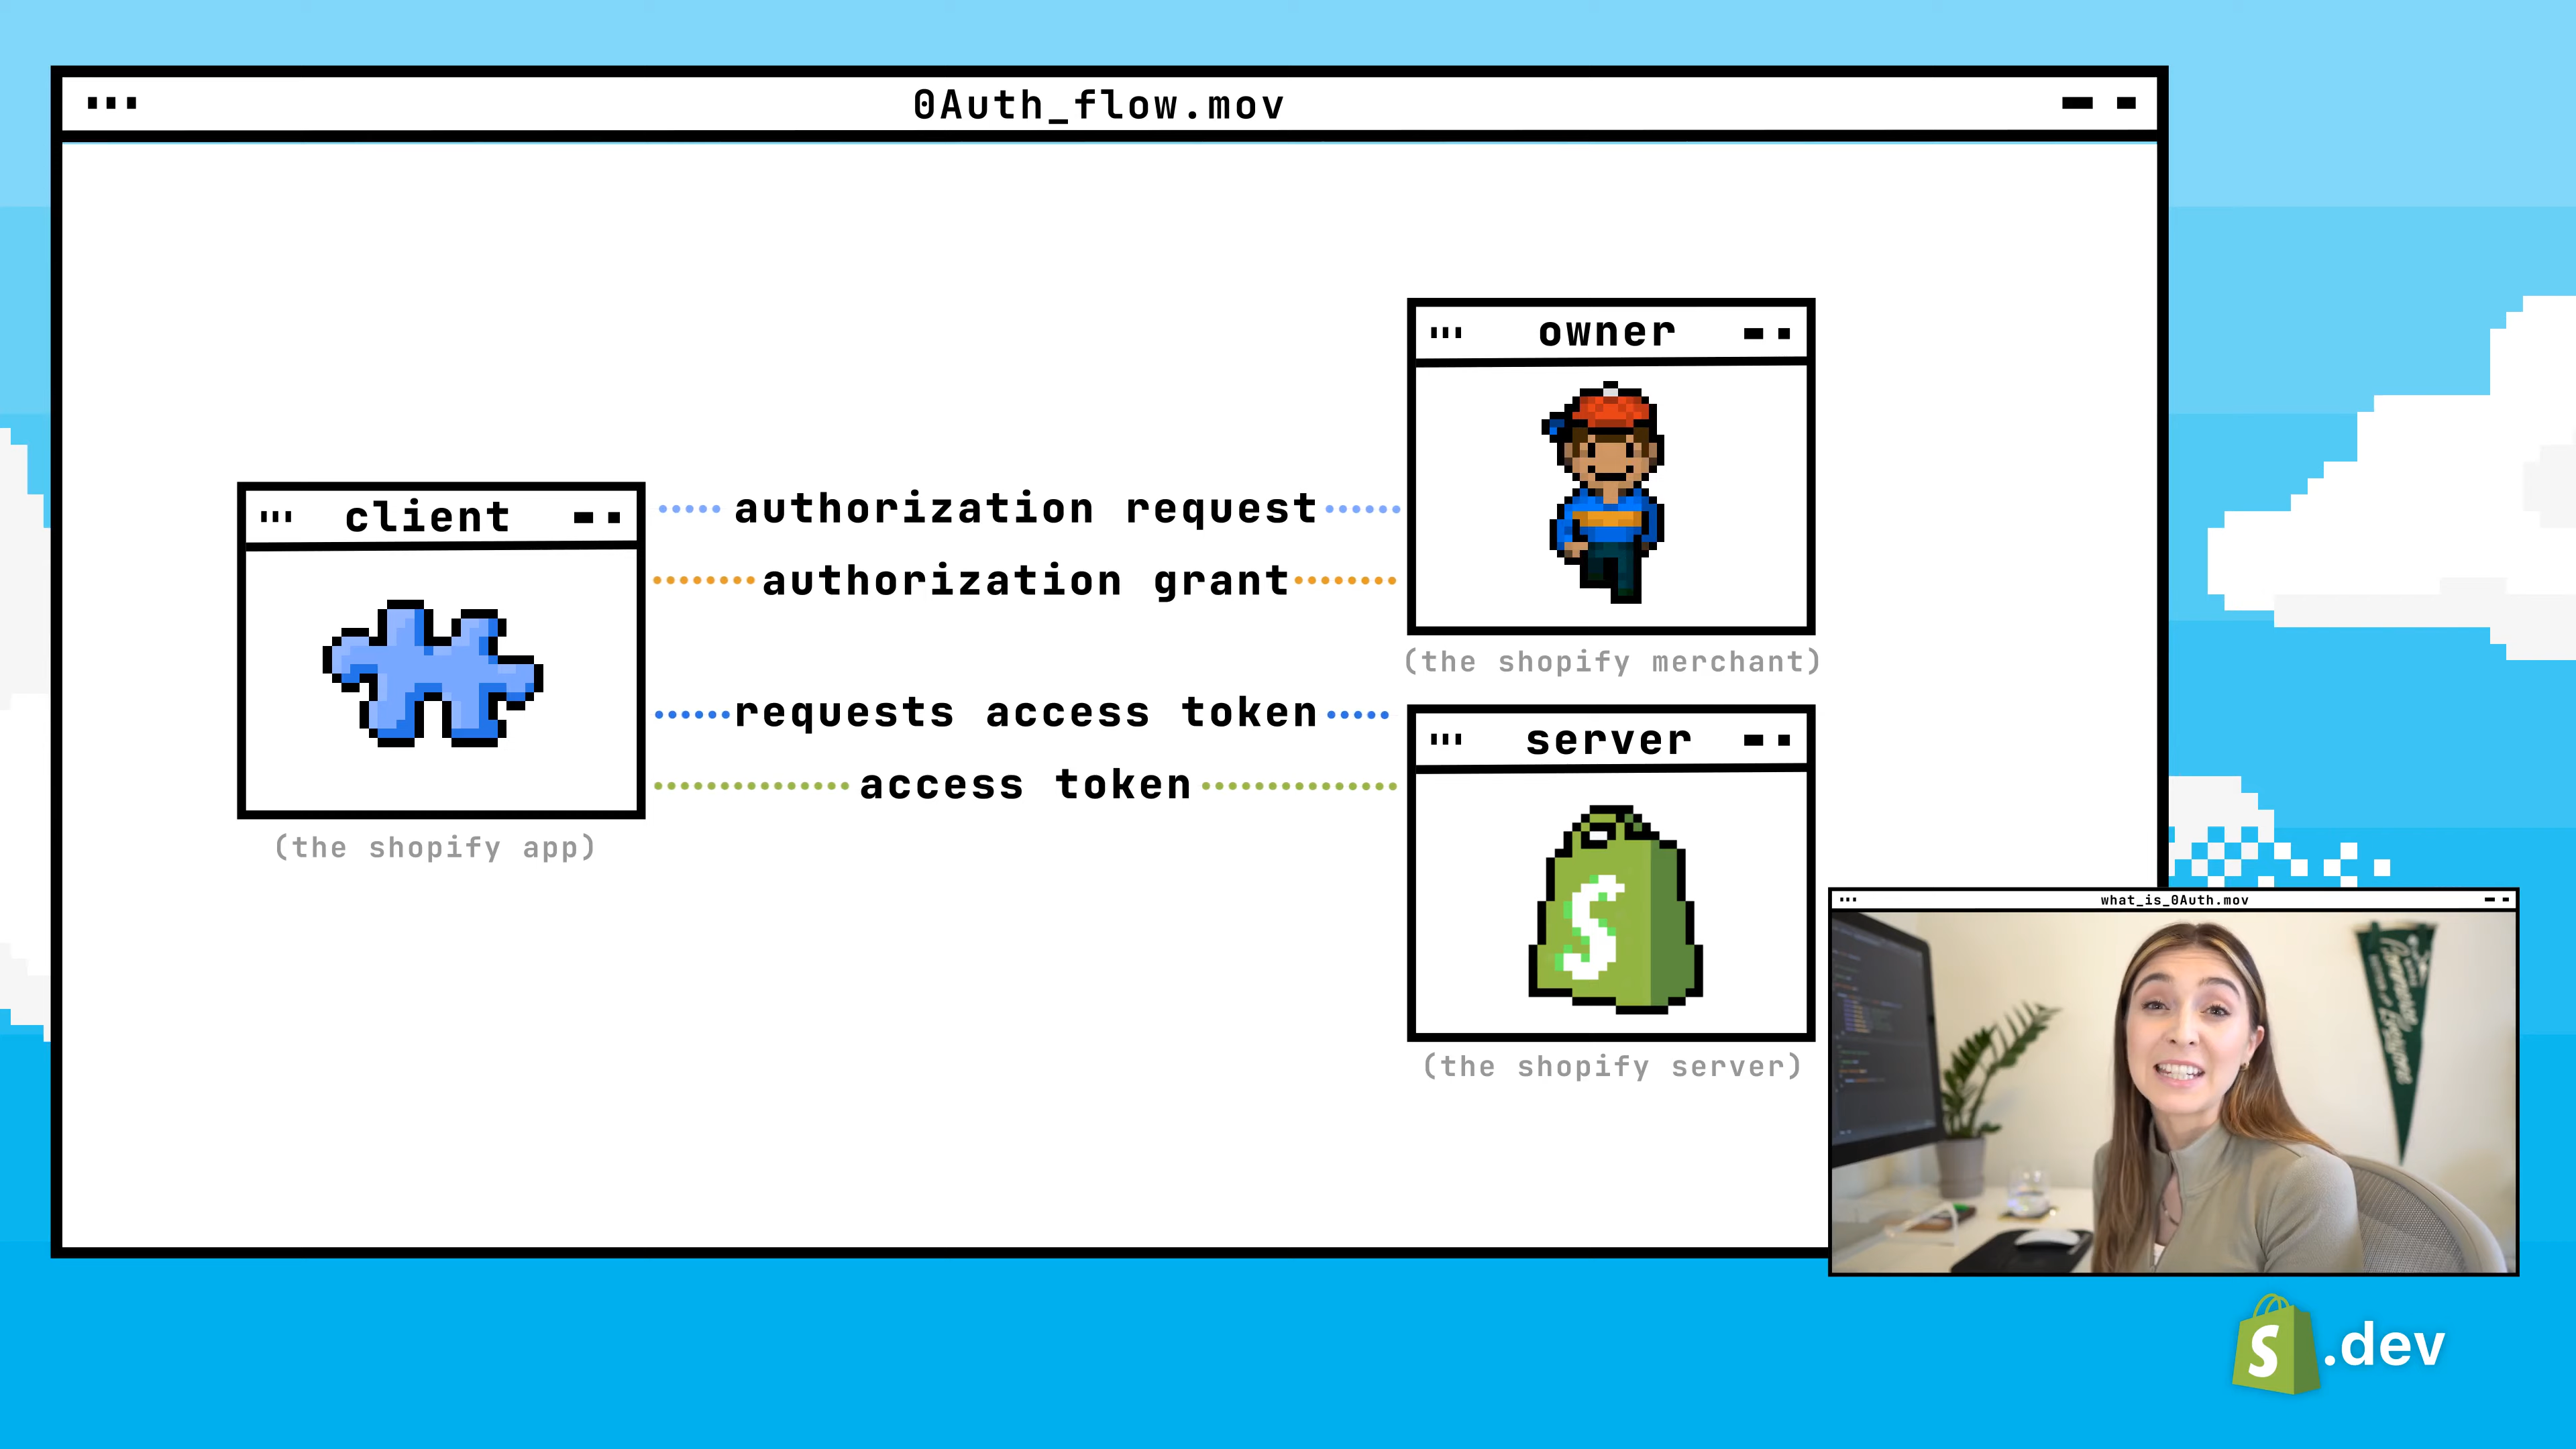 0Auth_flow.mov
owner
client
authorization request
authorization grant
(the shopify merchant)
requests access token
server
access token
(the shopify app)
(the shopify server)
what_is_0Auth.mov
S
S
.dev